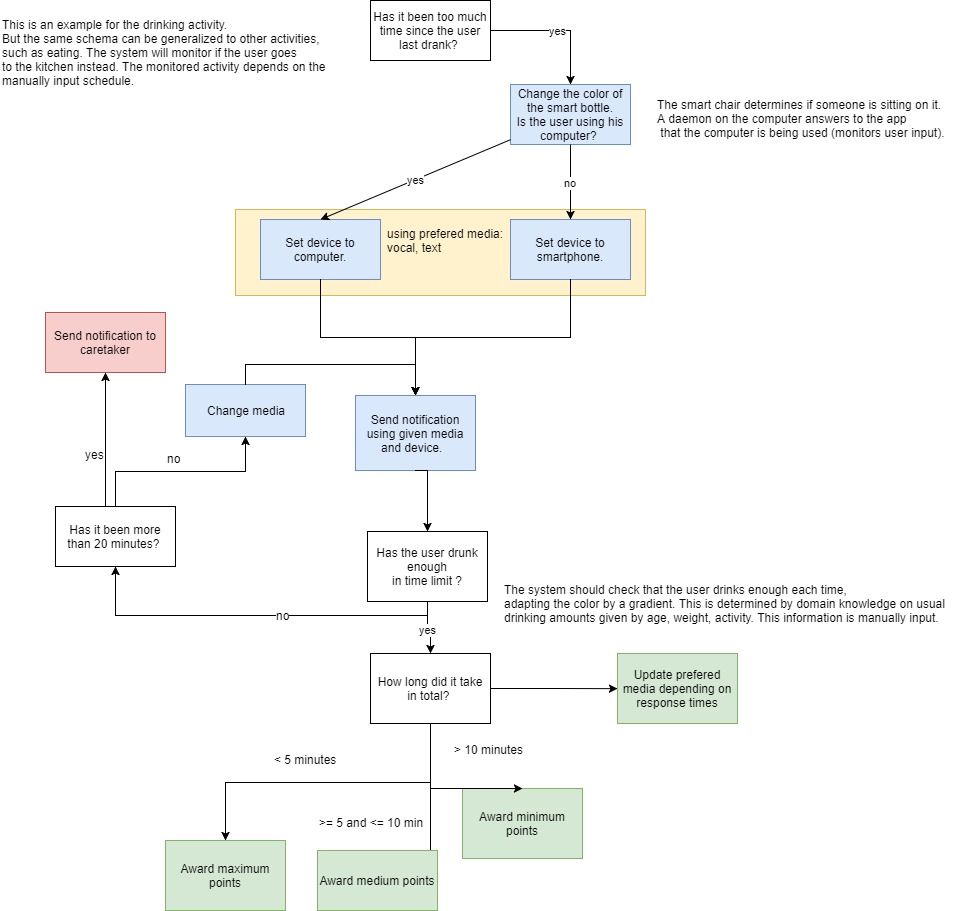 This is an example for the drinking activity.
But the same schema can be generalized to other activities,
such as eating. The system will monitor if the user goes
to the kitchen instead. The monitored activity depends on the
manually input schedule.
Has it been too much
time since the user
last drank?
yes
Change the color of
the smart bottle.
Is the user using his
computer?
The smart chair determines if someone is sitting on it.
A daemon on the computer answers to the app
that the computer is being used (monitors user input).
yes
no
Set device to
computer.
using prefered media:
vocal, text
Set device to
smartphone.
Send notification to
caretaker
Change media
Send notification
using given media
and device.
yes
no
Has it been more
than 20 minutes?
Has the user drunk
enough
in time limit ?
The system should check that the user drinks enough each time,
adapting the color by a gradient. This is determined by domain knowledge on usual
drinking amounts given by age, weight, activity. This information is manually input.
no
yes
How long did it take
in total?
Update prefered
media depending on
response times
< 5 minutes
> 10 minutes
>= 5 and <= 10 min
Award minimum
points
Award maximum
points
Award medium points